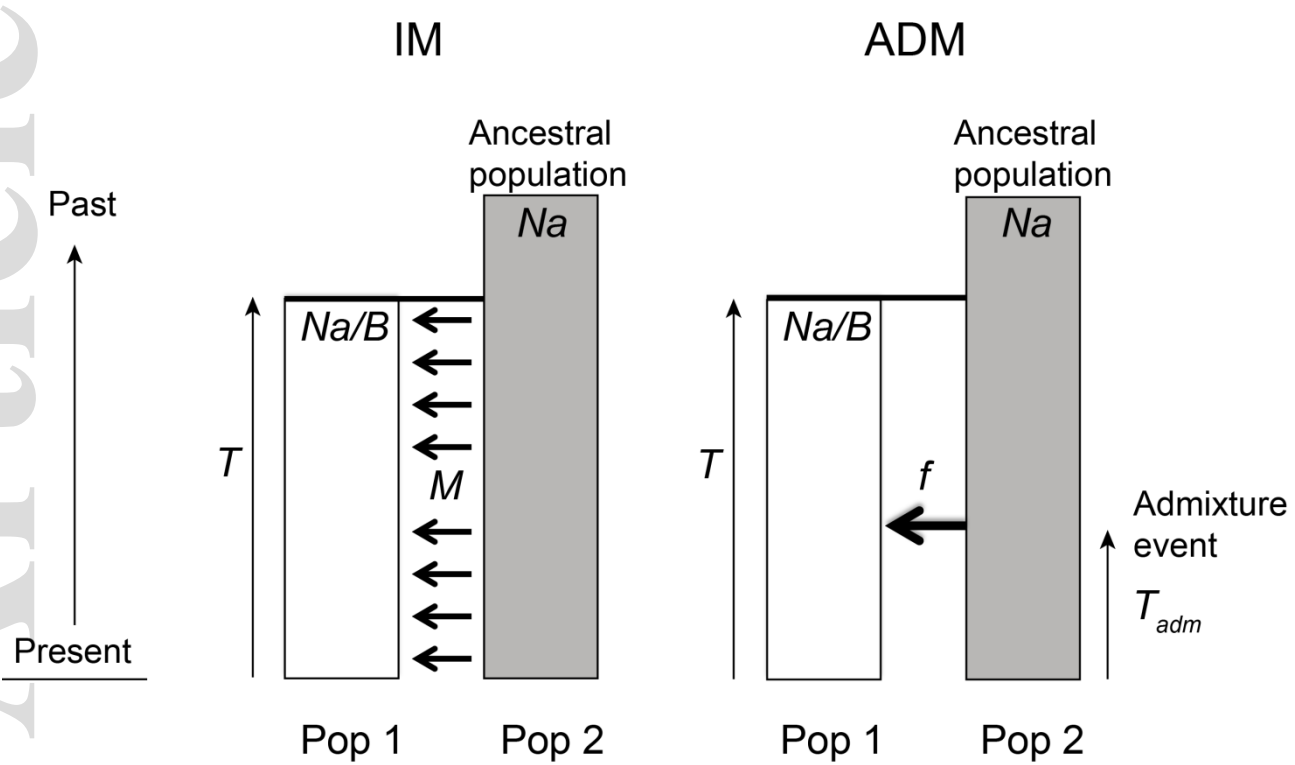 IM
ADM
Ancestral
population
Ancestral
population
Past
Na
Na
Na/B
Na/B
T
M
T
f
Admixture
event
T_adm
Present
Pop 1
Pop 2
Pop 1
Pop 2